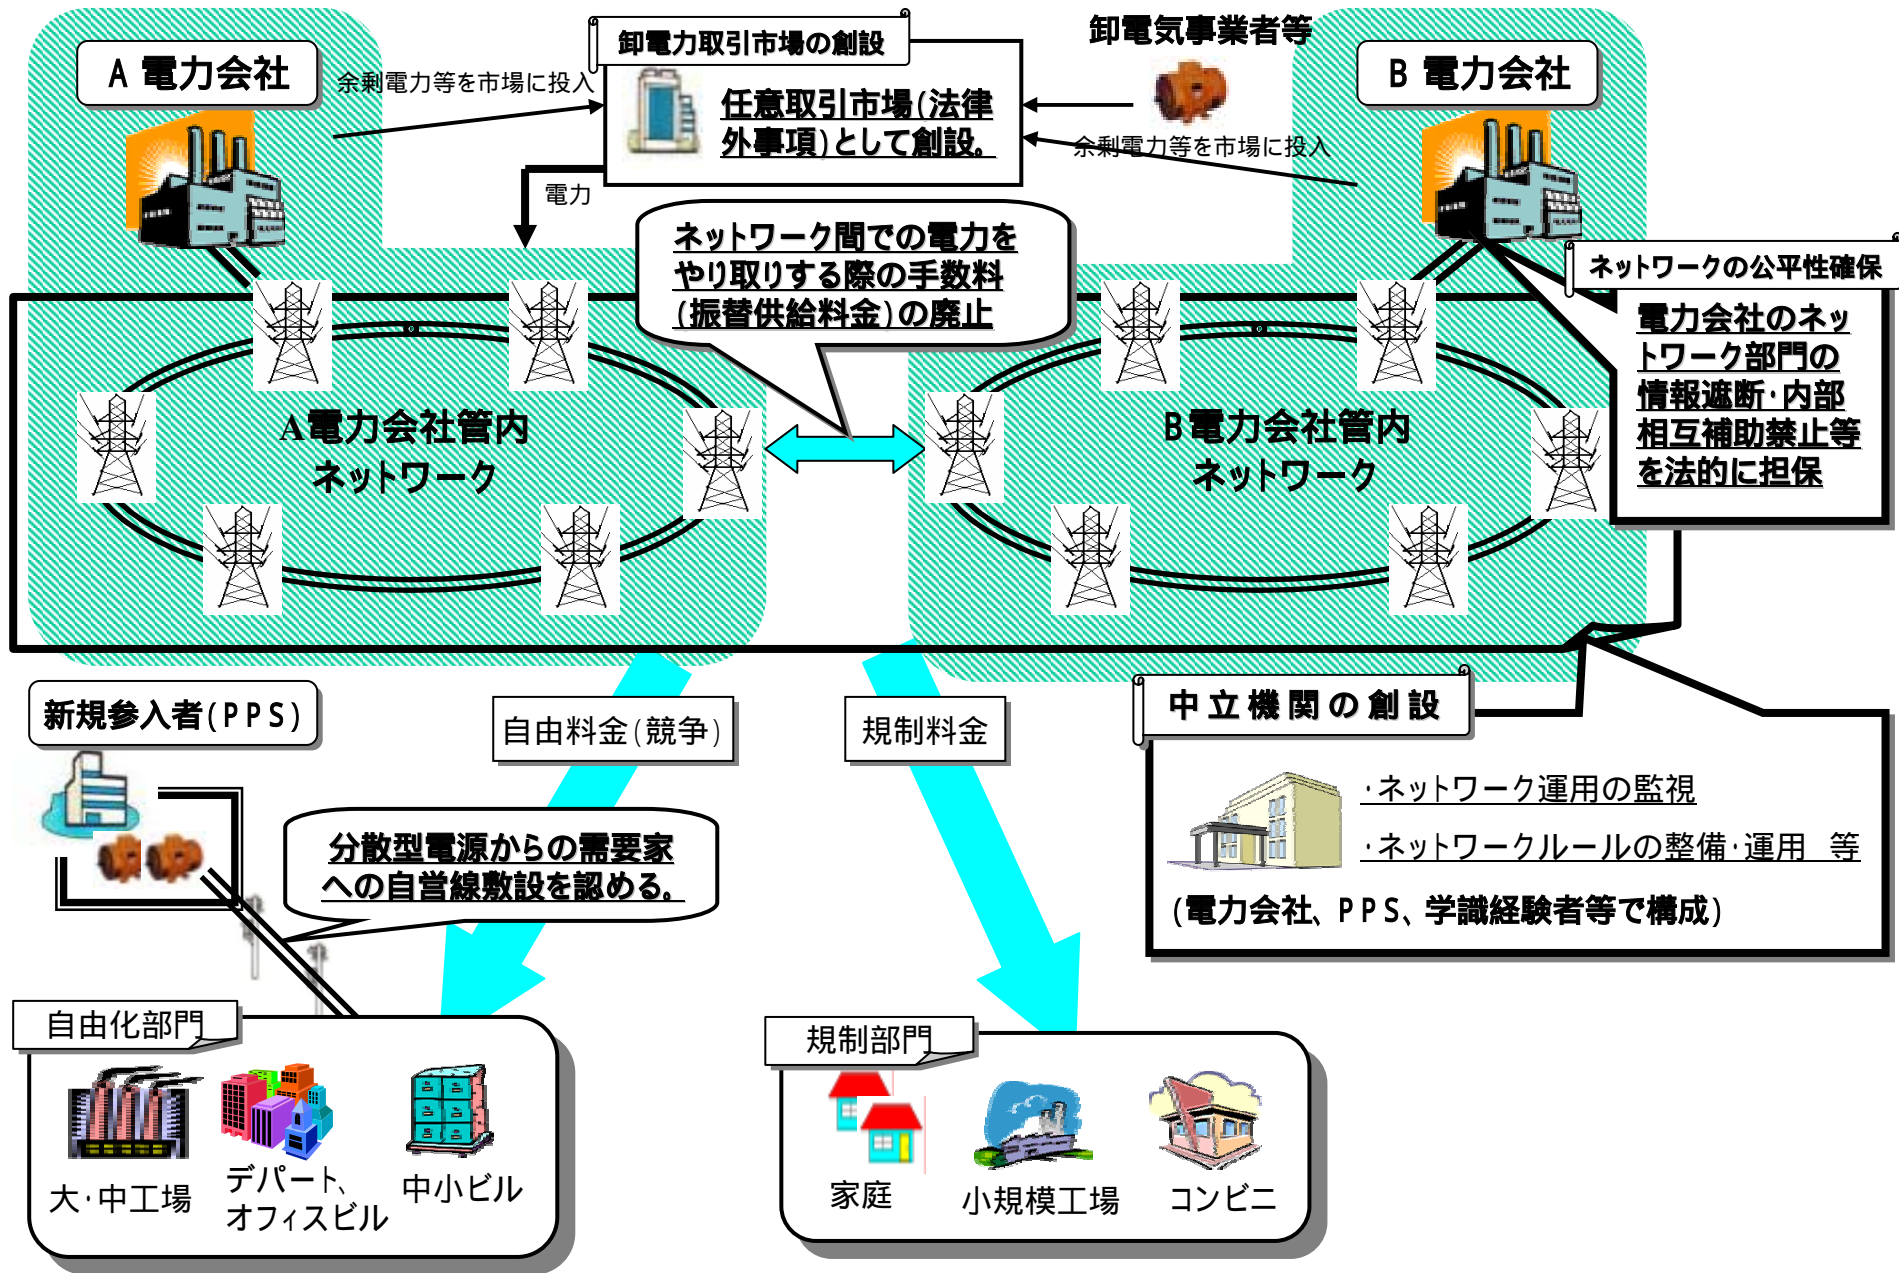 A 電力会社
卸電力取引市場の創設
卸電気事業者等
B 電力会社
余剰電力等を市場に投入
任意取引市場(法律
外事項)として創設。
余剰電力等を市場に投入
電力
ネットワーク間での電力を
やり取りする際の手数料
(振替供給料金)の廃止
ネットワークの公平性確保
電力会社のネッ
トワーク部門の
情報遮断・内部
相互補助禁止等
を法的に担保
A電力会社管内
ネットワーク
B電力会社管内
ネットワーク
新規参入者(PPS)
自由料金(競争)
規制料金
中立機関の創設
・ネットワーク運用の監視
・ネットワークルールの整備・運用 等
(電力会社、PPS、学識経験者等で構成)
分散型電源からの需要家
への自営線敷設を認める。
自由化部門
大・中工場
デパート、
オフィスビル
中小ビル
規制部門
家庭
小規模工場
コンビニ